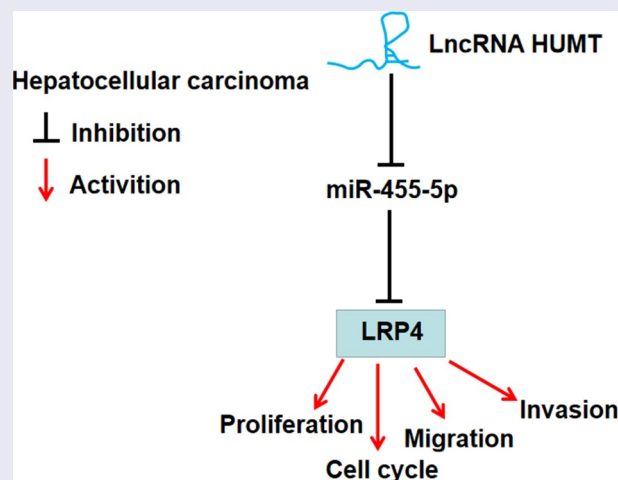 LncRNA HUMT
Hepatocellular carcinoma
Inhibition
Activition
miR-455-5p
LRP4
Proliferation
Cell cycle
Migration
Invasion